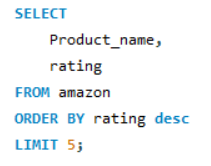 SELECT
Product_name,
rating
FROM amazon
ORDER BY rating desc
LIMIT 5;